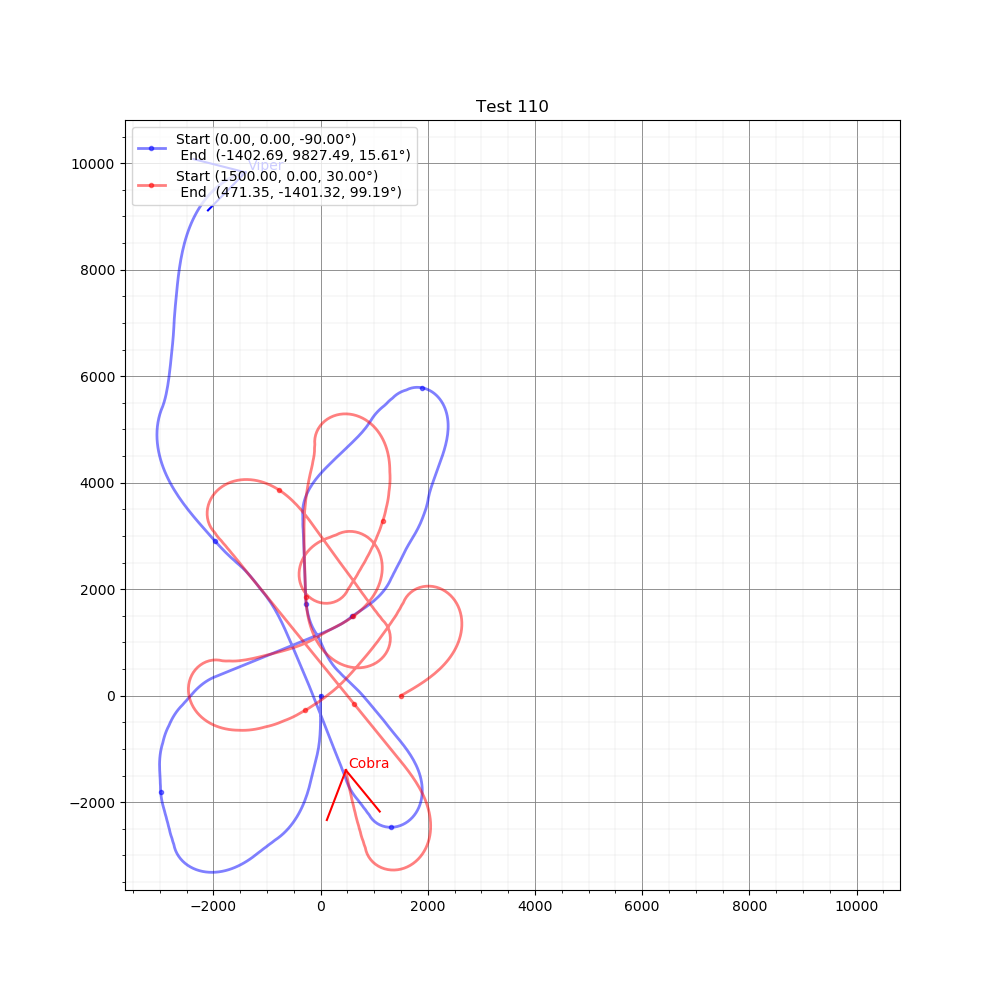 Test 110
Start (0.00, 0.00, -90.00°)
End (-1402.69, 9827.49, 15.61°)
Start (1500.00, 0.00, 30.00°)
End (471.35, -1401.32, 99.19°)
Viper
10000
8000
6000
4000
2000
0
−2000
Cobra
−2000
0
2000
4000
6000
8000
10000